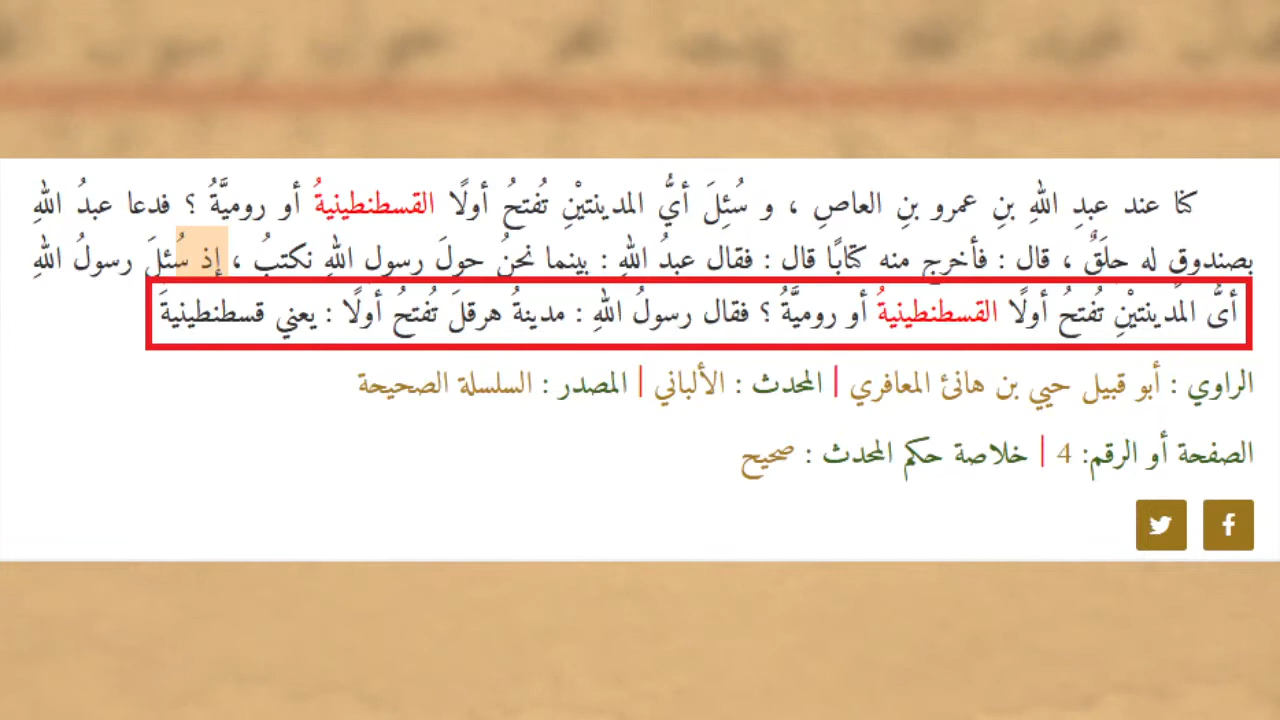 كنا عند عبدِ اللهِ بنِ عمرو بنِ العاصِ ، و سُئِلَ أيُّ المدينتيْنِ تُفتحُ أولًا القسطنطينيةُ أو روميَّةُ ؟ فدعا عبدُ اللهِ
بصندوقٍ له حلَقٌ ، قال : فأخرج منه كتابًا قال : فقال عبدُ اللهِ : بينما نحنُ حولَ رسولِ اللهِ نكتبُ ، إذ سُئلَ رسولُ اللهِ
أيُّ المدينتيْنِ تُفتحُ أولًا القسطنطينيةُ أو روميَّةُ ؟ فقال رسولُ اللهِ : مدينةُ هرقلَ تُفتحُ أولًا : يعني قسطنطينيةَ
الراوي : أبو قبيل حيي بن هانئ المعافري | المحدث : الألباني | المصدر : السلسلة الصحيحة
الصفحة أو الرقم: 4 | خلاصة حكم المحدث : صحيح